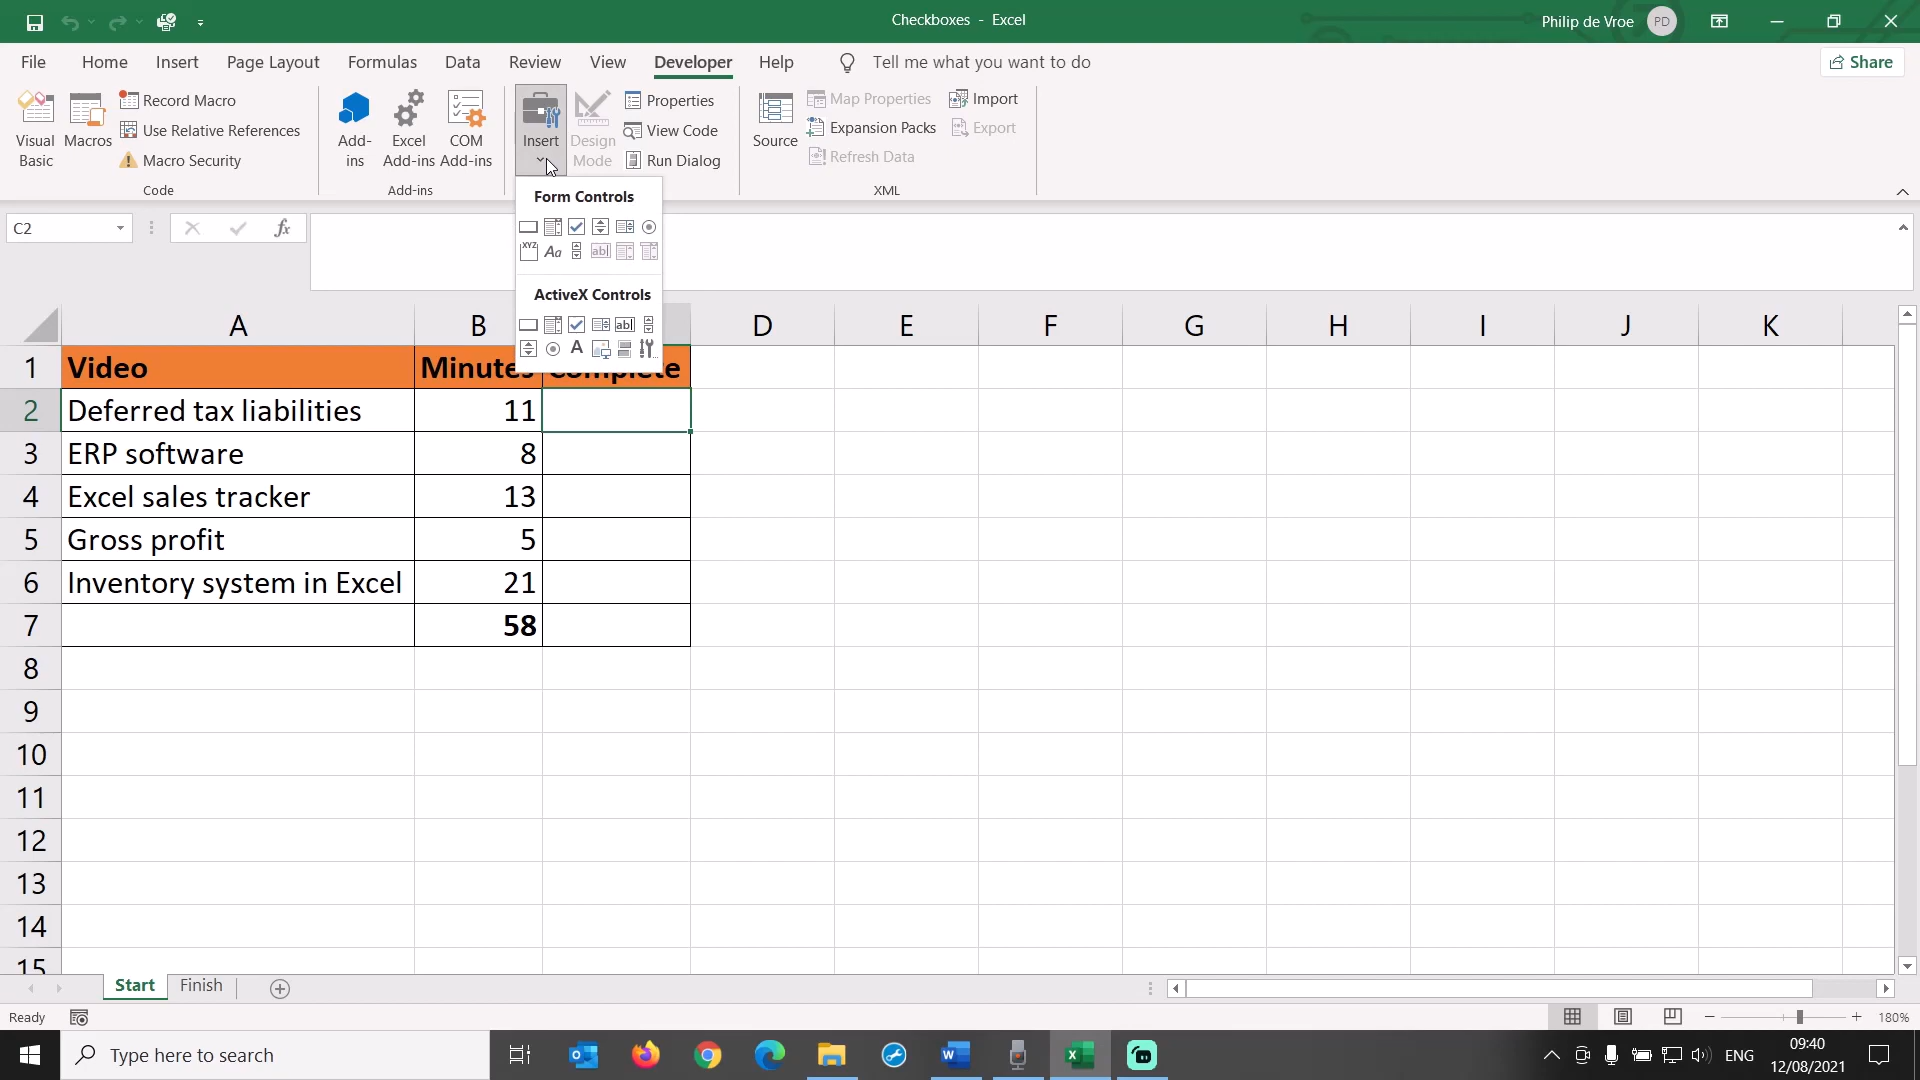 Checkboxes - Excel
Philip de Vroe PD
File Home Insert Page Layout Formulas Data Review View Developer Help Tell me what you want to do Share
Visual Basic
Macros
Record Macro
Use Relative References
Macro Security
Code
Add-ins
Excel Add-ins
COM Add-ins
Add-ins
Insert
Design Mode
Properties
View Code
Run Dialog
Source
Map Properties
Expansion Packs
Refresh Data
Import
Export
XML
Form Controls
XYZ Aa abl
ActiveX Controls
abl
A
C2 fx
A B D E F G H I J K
1 Video Minutes Complete
2 Deferred tax liabilities 11
3 ERP software 8
4 Excel sales tracker 13
5 Gross profit 5
6 Inventory system in Excel 21
7 58
8
9
10
11
12
13
14
15
Start Finish
Ready 180%
Type here to search
ENG
09:40
12/08/2021